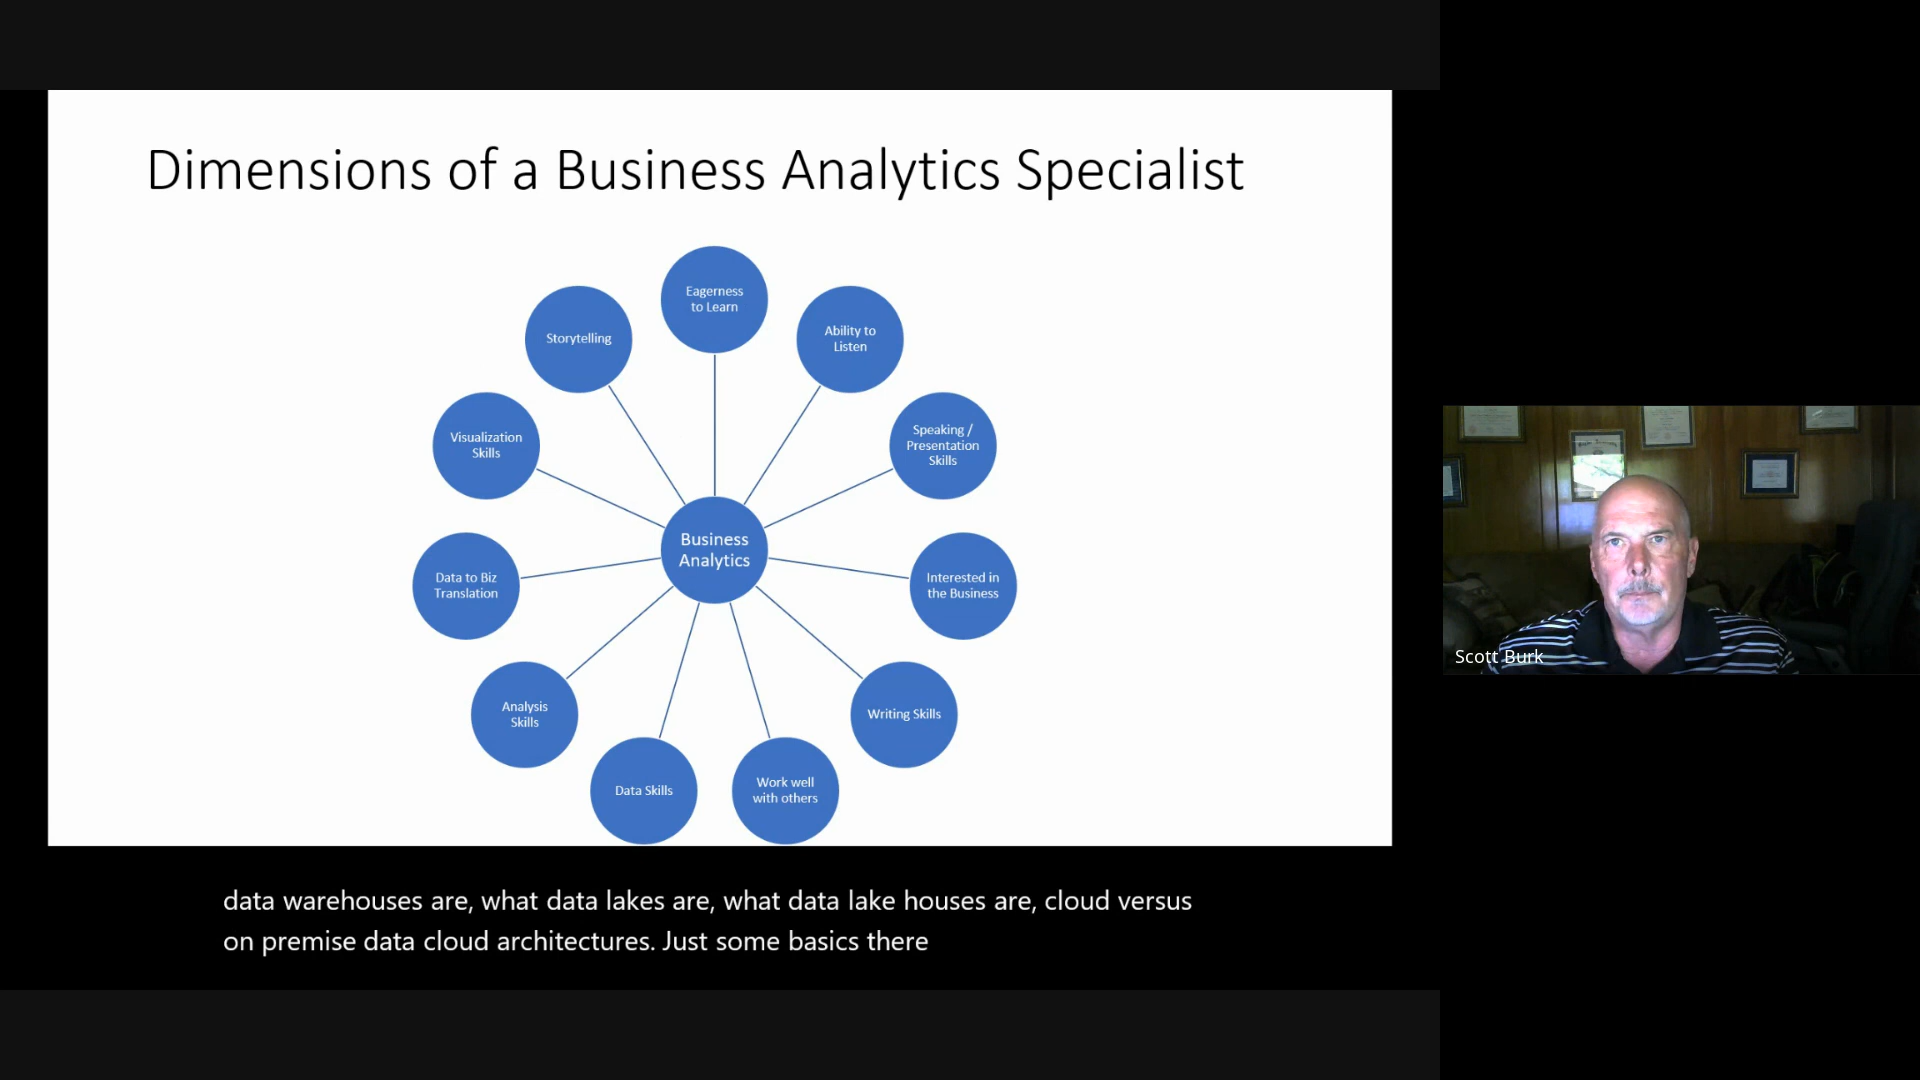 Dimensions of a Business Analytics Specialist
Eagerness
to Learn
Ability to
Listen
Speaking /
Presentation
Skills
Interested in
the Business
Writing Skills
Work well
with others
Data Skills
Analysis
Skills
Data to Biz
Translation
Visualization
Skills
Storytelling
Business
Analytics
Scott Burk
data warehouses are, what data lakes are, what data lake houses are, cloud versus
on premise data cloud architectures. Just some basics there